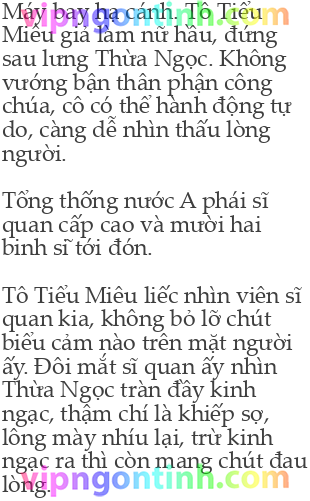 Máy bay hạ cánh. Tô Tiểu
Miêu giả làm nữ hầu, đứng
sau lưng Thừa Ngọc. Không
vướng bận thân phận công
chúa, cô có thể hành động tự
do, càng dễ nhìn thấu lòng
người.
Tổng thống nước A phái sĩ
quan cấp cao và mười hai
binh sĩ tới đón.
Tô Tiểu Miêu liếc nhìn viên sĩ
quan kia, không bỏ lỡ chút
biểu cảm nào trên mặt người
ấy. Đôi mắt sĩ quan ấy nhìn
Thừa Ngọc tràn đầy kinh
ngạc, thậm chí là khiếp sợ,
lông mày nhíu lại, trừ kinh
ngạc ra thì còn mang chút đau
lòng.
vipngontinh.com
vipngontinh.com